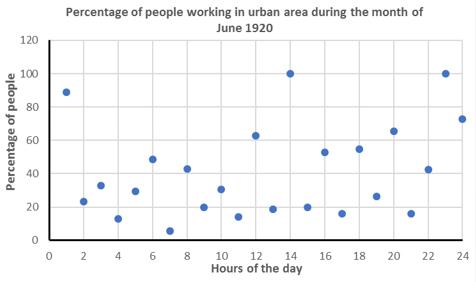 Percentage of people working in urban area during the month of
June 1920
Percentage of people
120
100
80
60
40
20
0
0 2 4 6 8 10 12 14 16 18 20 22 24
Hours of the day